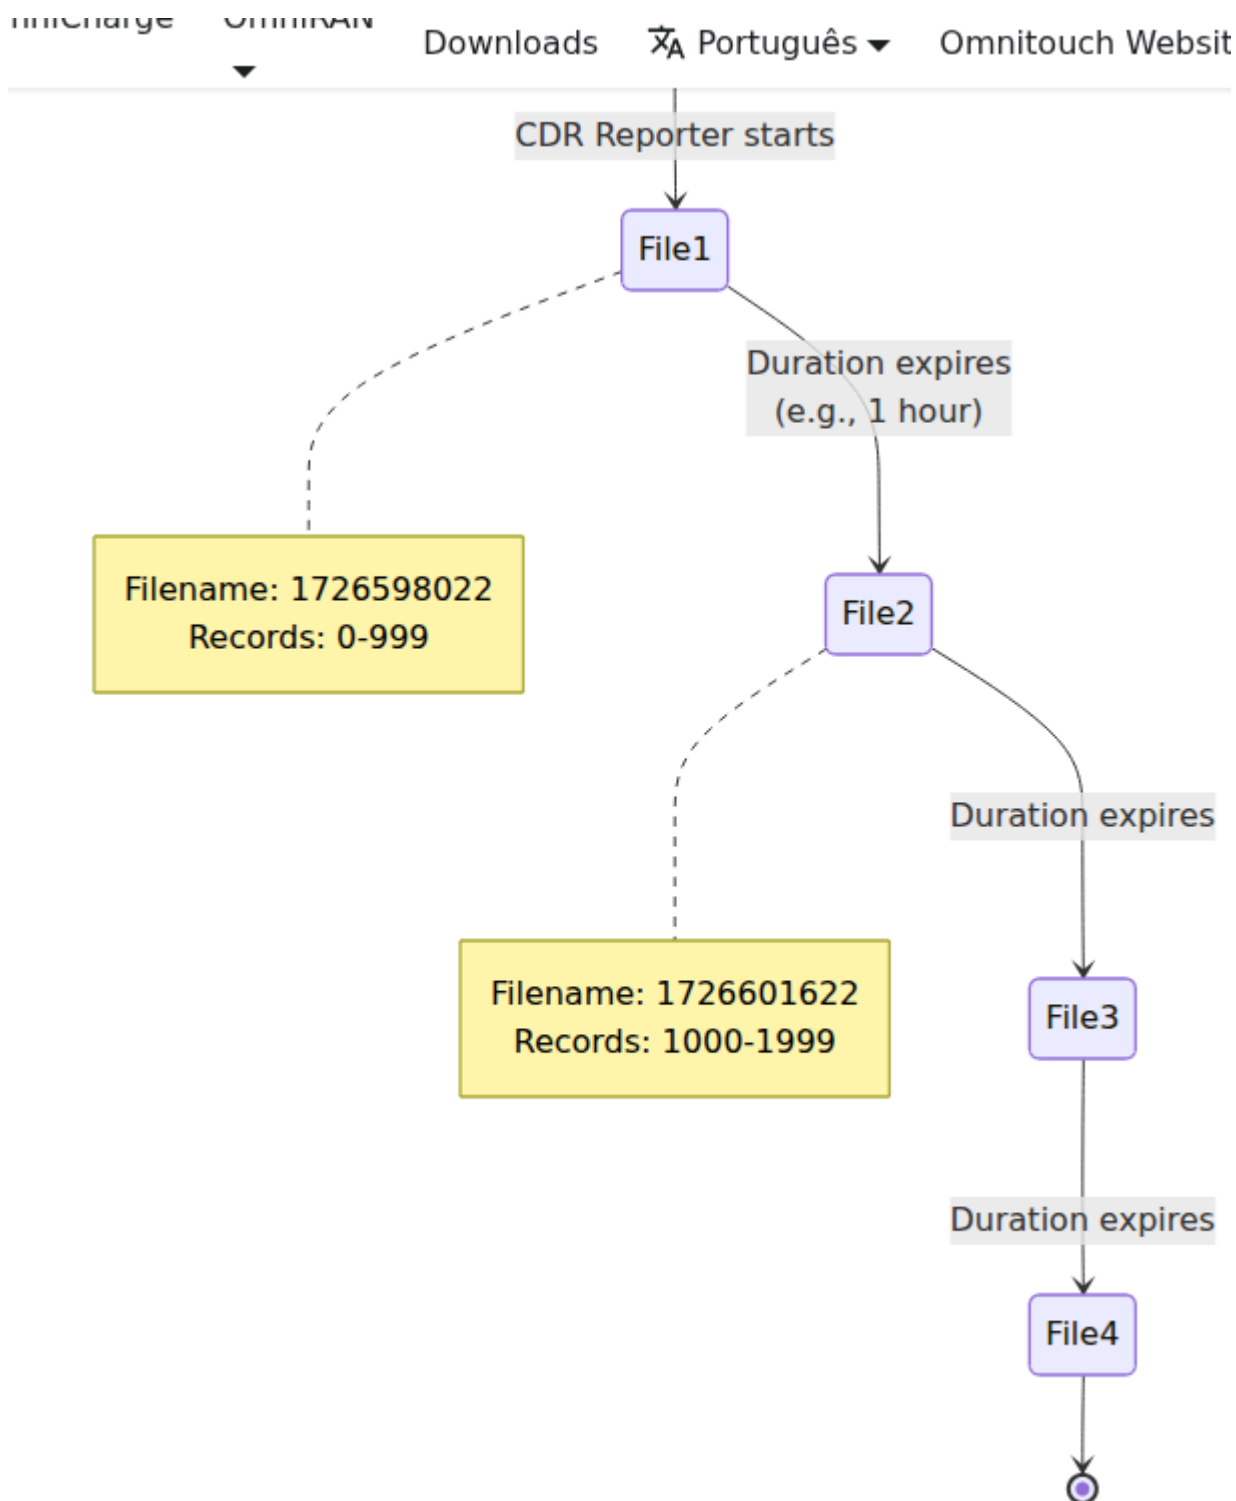 OmniRAN
Downloads
Português
Omnitouch
CDR Reporter starts
File1
Duration expires
(e.g., 1 hour)
Filename: 1726598022
Records: 0-999
File2
Duration expires
Filename: 1726601622
Records: 1000-1999
File3
Duration expires
File4